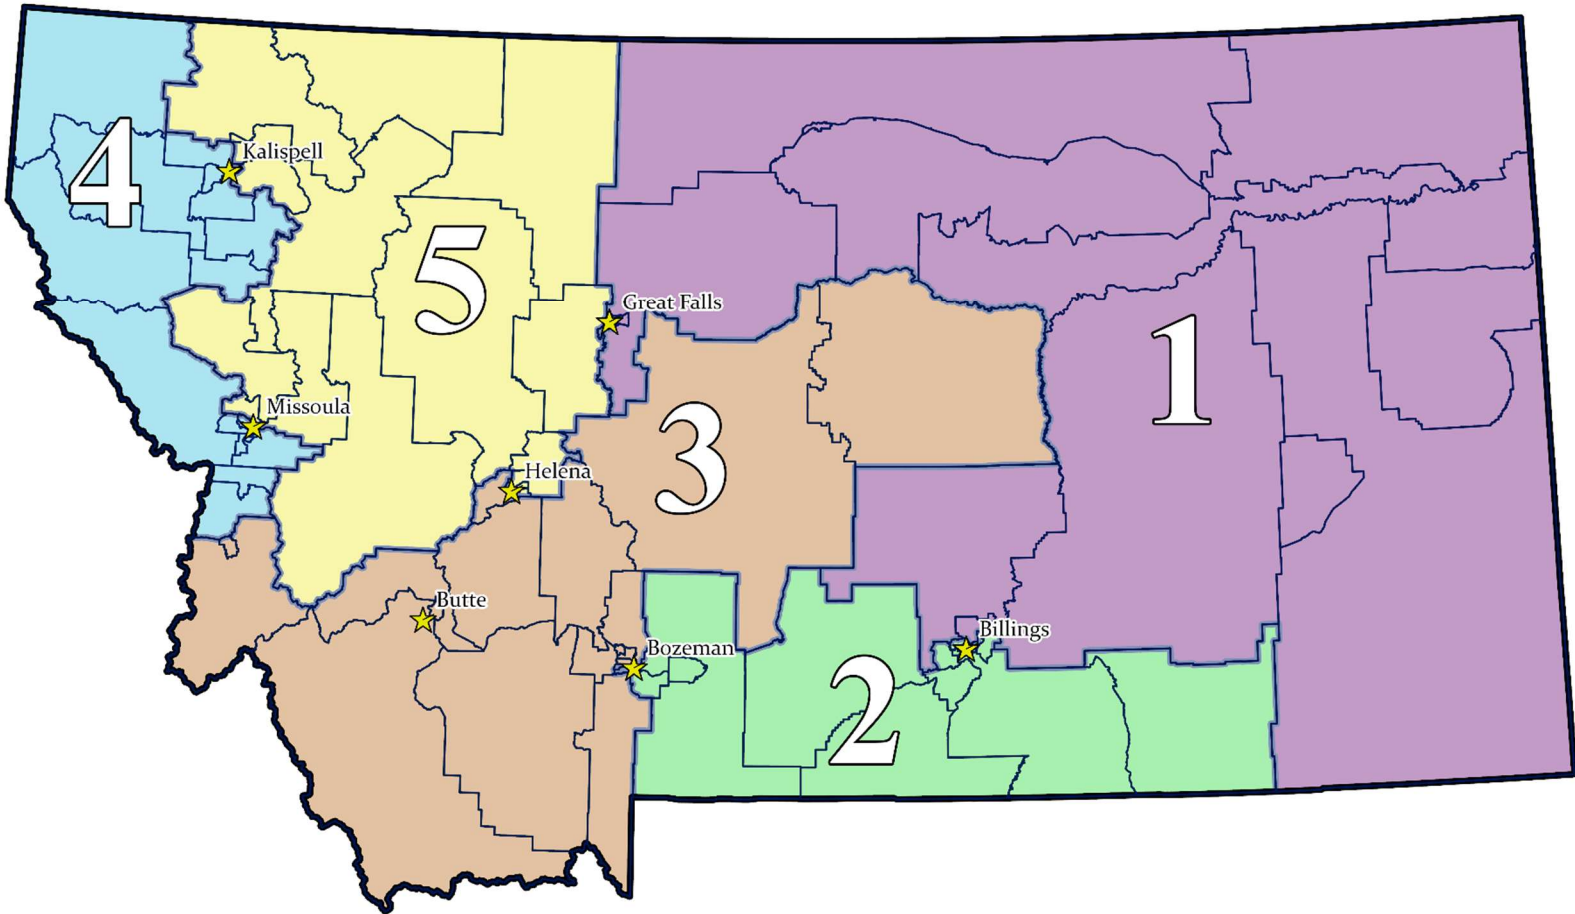 4
Kalispell
5
Great Falls
1
Missoula
3
Helena
Butte
Billings
Bozeman
2